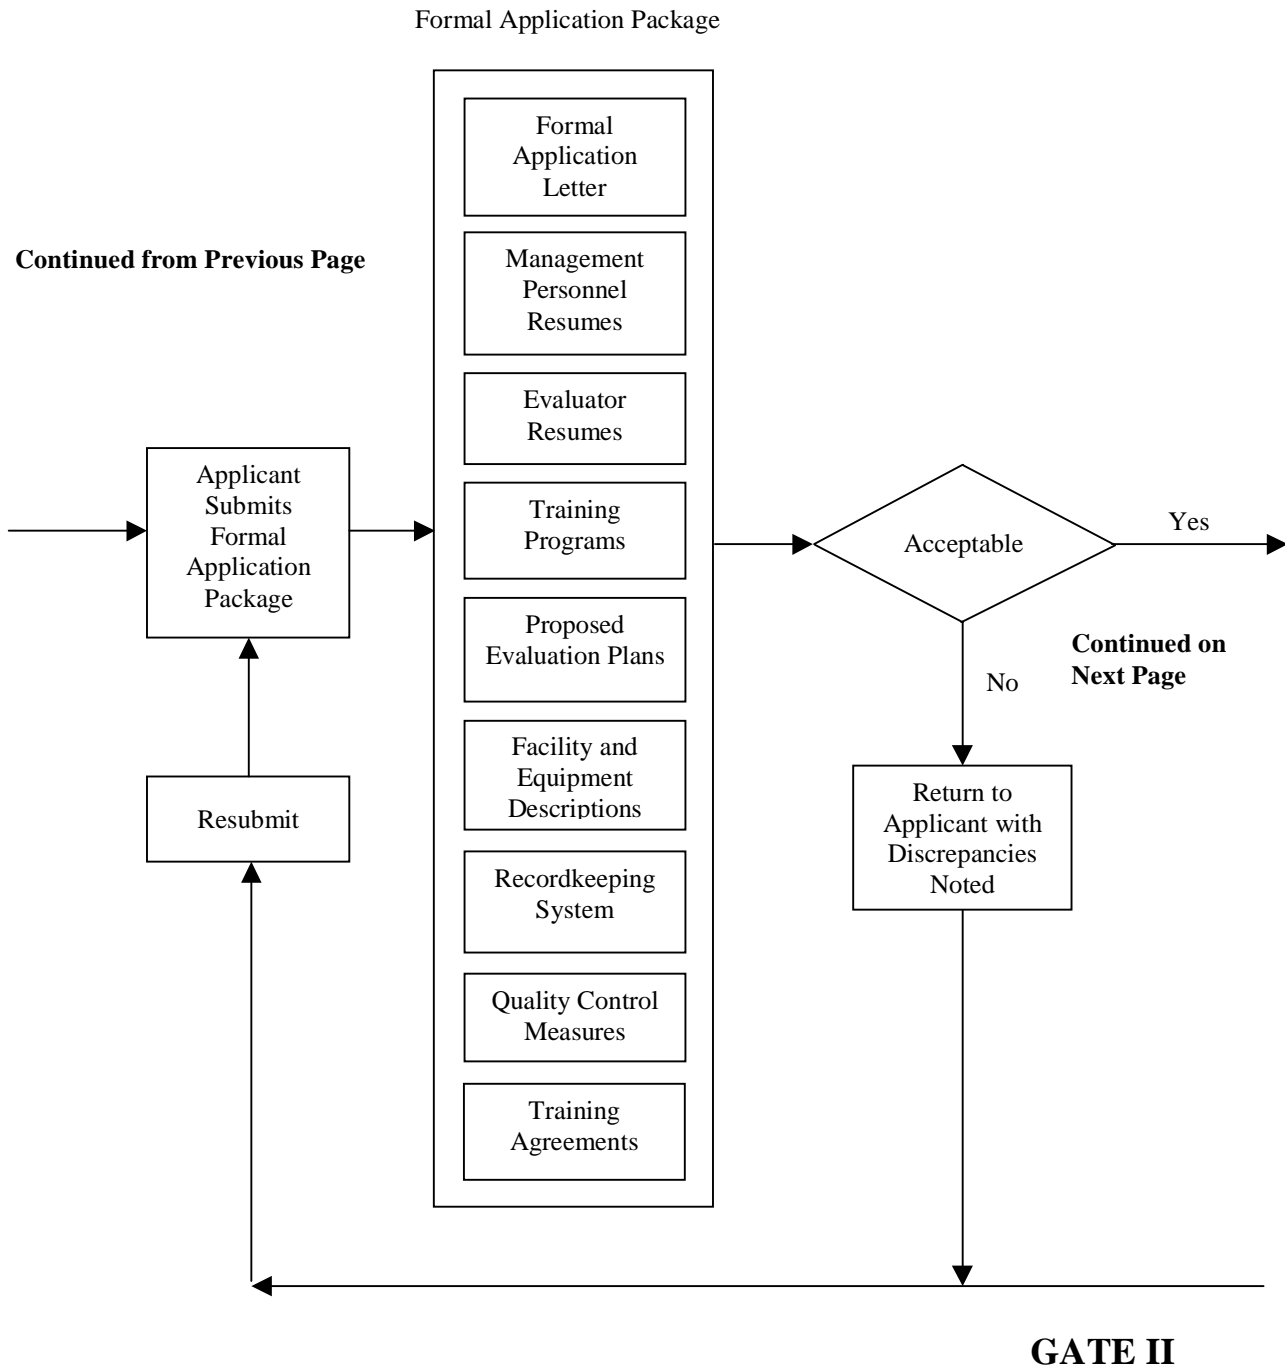 Formal Application Package
Formal
Application
Letter
Continued from Previous Page
Management
Personnel
Resumes
Evaluator
Resumes
Applicant
Submits
Formal
Application
Package
Training
Programs
Acceptable
Yes
Proposed
Evaluation Plans
Continued on
Next Page
No
Facility and
Equipment
Descriptions
Resubmit
Return to
Applicant with
Discrepancies
Noted
Recordkeeping
System
Quality Control
Measures
Training
Agreements
GATE II